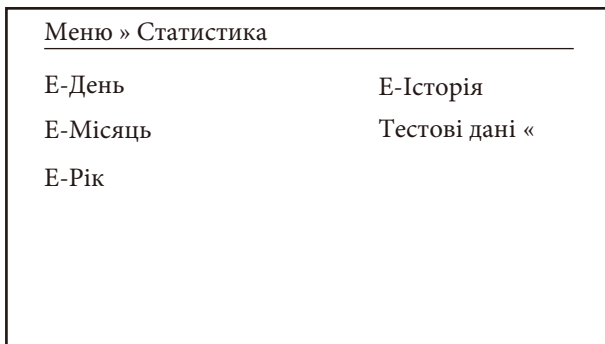 Меню » Статистика
Е-День
Е-Місяць
Е-Рік
Е-Історія
Тестові дані «